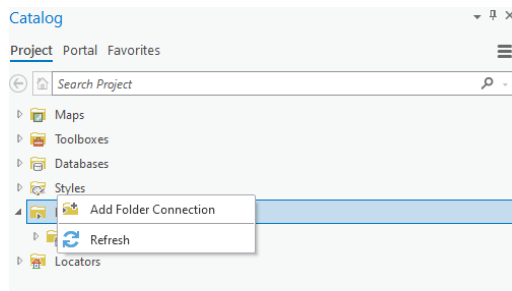 Catalog
Project Portal Favorites
Search Project
Maps
Toolboxes
Databases
Styles
Add Folder Connection
Refresh
Locators